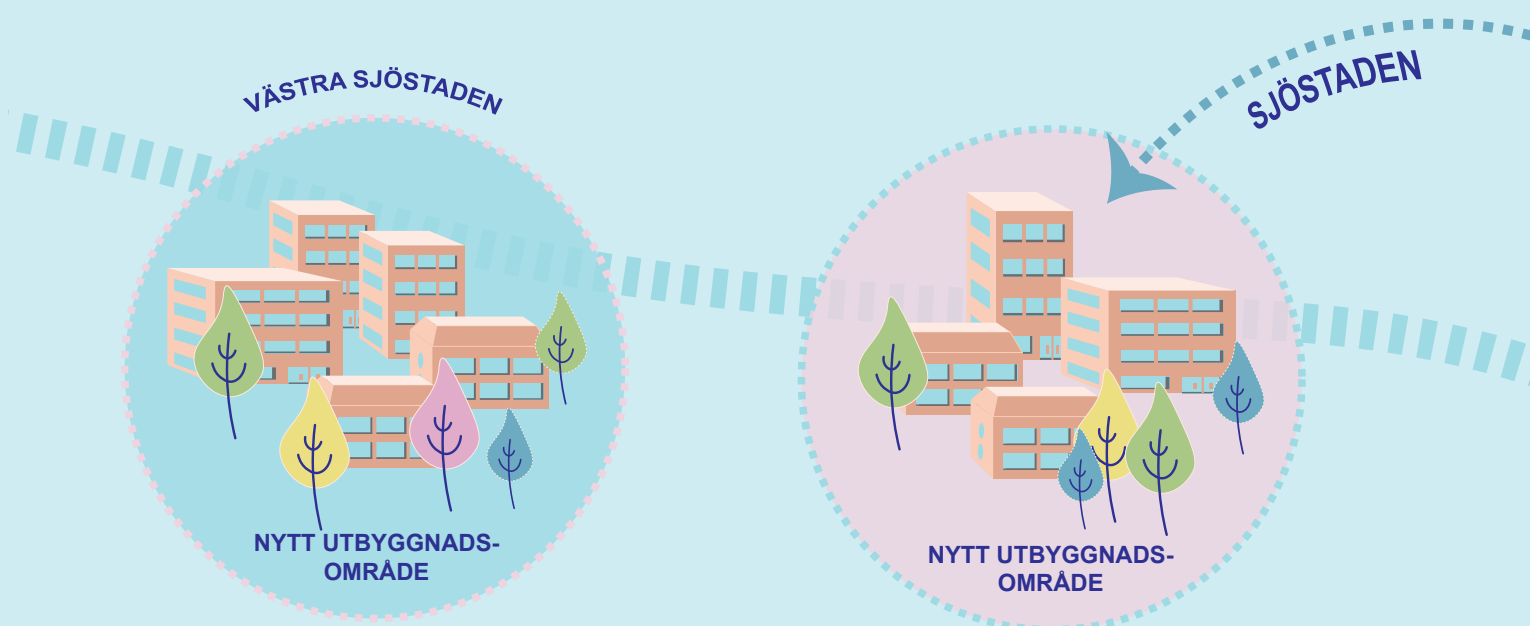 VÄSTRA SJÖSTADEN
SJÖSTADEN
NYTT UTBYGGNADS-
OMRÅDE
NYTT UTBYGGNADS-
OMRÅDE